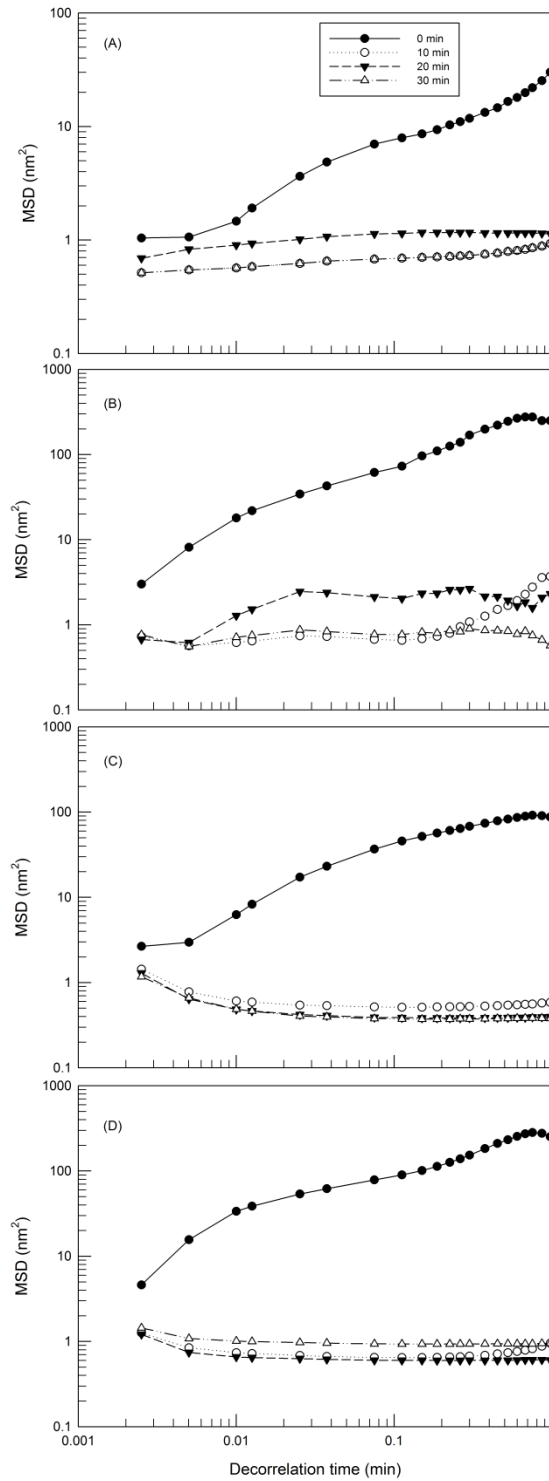 100
(A)
0 min
10 min
20 min
30 min
10
MSD (nm²)
1
0.1
1000
(B)
100
MSD (nm²)
10
1
0.1
1000
(C)
100
MSD (nm²)
10
1
0.1
1000
(D)
100
MSD (nm²)
10
1
0.1
0.001
0.01
0.1
Decorrelation time (min)